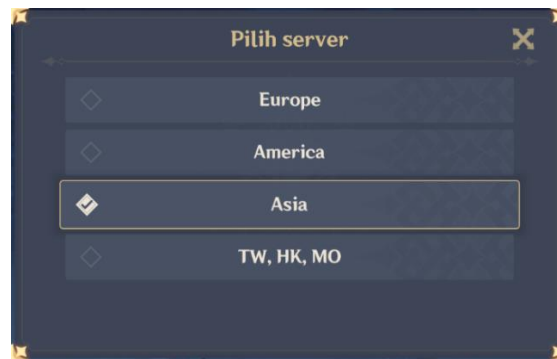 Pilih server
Europe
America
Asia
TW, HK, MO